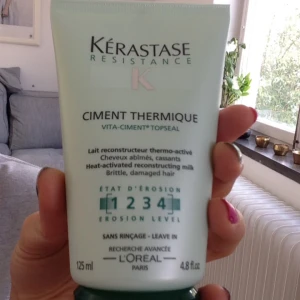 KÉRASTASE
RESISTANCE
K
CIMENT THERMIQUE
VITA-CIMENT® TOPSEAL
Lait reconstructeur thermo-activé
Cheveux abîmés, cassants
Heat-activated reconstructing milk
Brittle, damaged hair
ÉTAT D'ÉROSION
1 2 3 4
EROSION LEVEL
SANS RINÇAGE - LEAVE IN
RECHERCHE AVANCÉE
L'ORÉAL
PARIS
125 ml 4.8 fl.oz